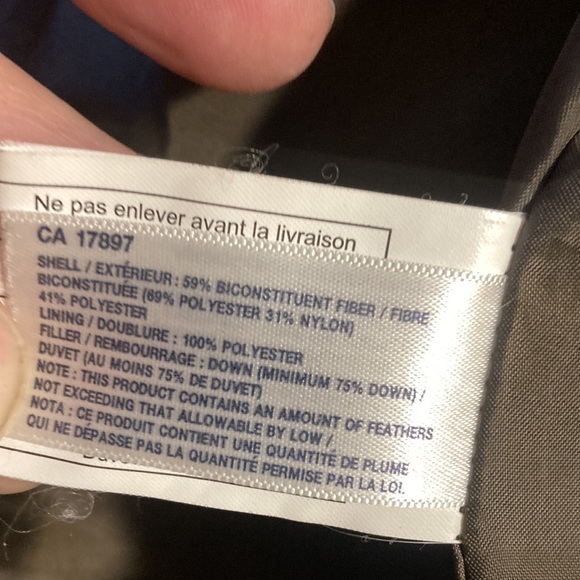 Ne pas enlever avant la livraison
CA 17897
SHELL / EXTÉRIEUR : 59% BICONSTITUENT FIBER / FIBRE
BICONSTITUÉE (69% POLYESTER 31% NYLON)
41% POLYESTER
LINING / DOUBLURE : 100% POLYESTER
FILLER / REMBOURRAGE : DOWN (MINIMUM 75% DOWN) /
DUVET (AU MOINS 75% DE DUVET)
NOTE : THIS PRODUCT CONTAINS AN AMOUNT OF FEATHERS
NOT EXCEEDING THAT ALLOWABLE BY LOW /
NOTA : CE PRODUIT CONTIENT UNE QUANTITÉ DE PLUME
QUI NE DÉPASSE PAS LA QUANTITÉ PERMISE PAR LA LOI.